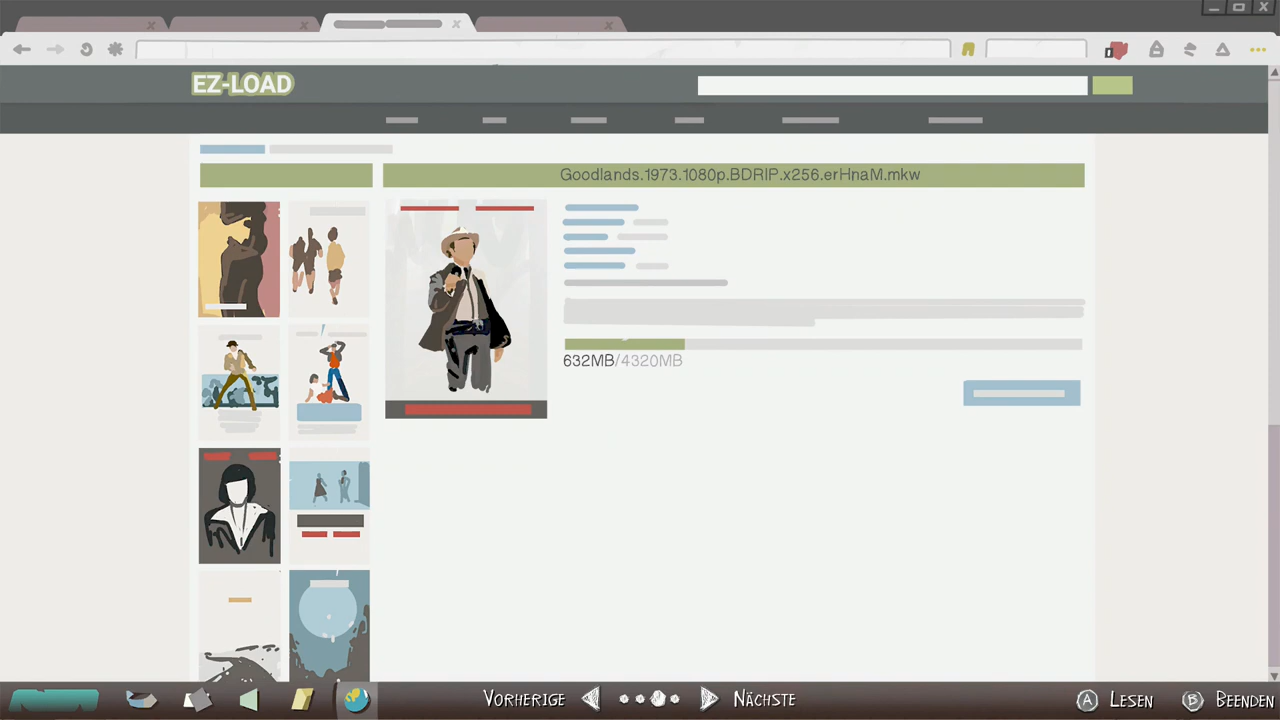 EZ-LOAD
Goodlands.1973.1080p.BDRIP.x256.erHnaM.mkw
632MB/4320MB
Vorherige Nächste A Lesen B Beenden